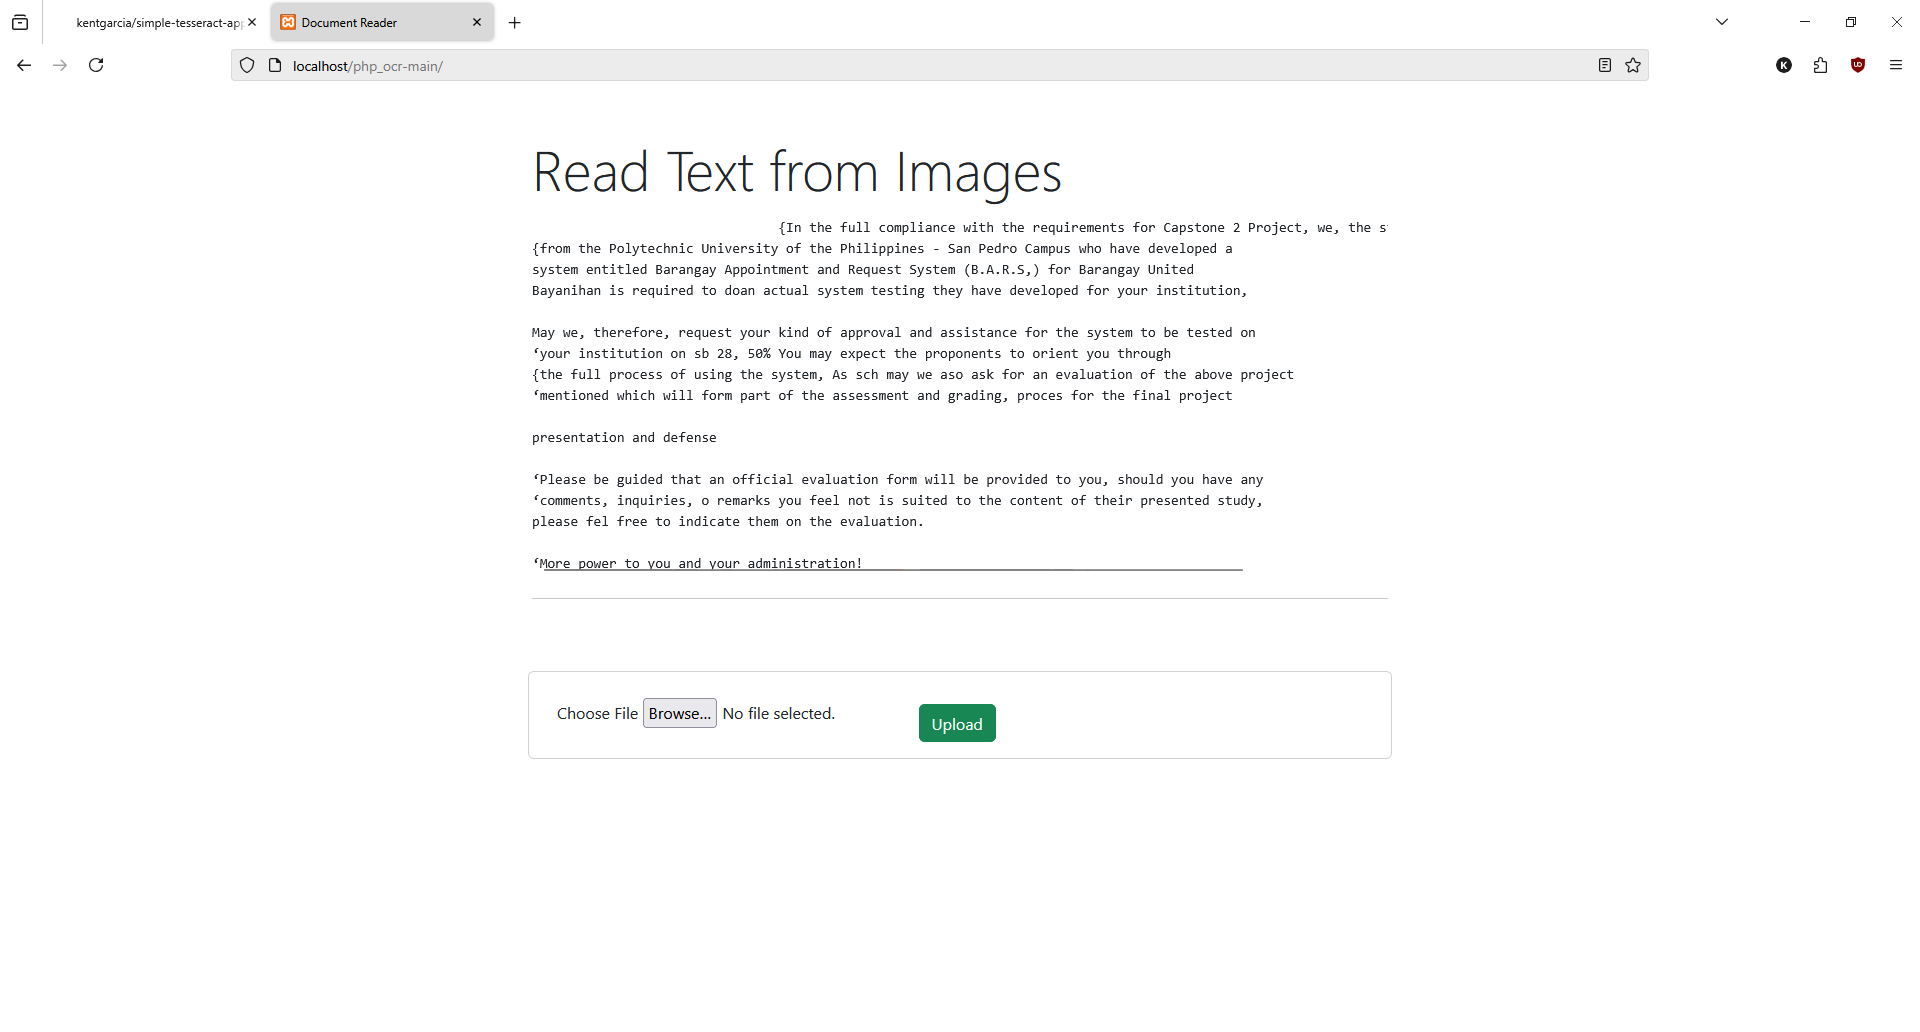 kentgarcia/simple-tesseract-ap
Document Reader
localhost/php_ocr-main/
Read Text from Images
{In the full compliance with the requirements for Capstone 2 Project, we, the
{from the Polytechnic University of the Philippines - San Pedro Campus who have developed a
system entitled Barangay Appointment and Request System (B.A.R.S,) for Barangay United
Bayanihan is required to doan actual system testing they have developed for your institution,
May we, therefore, request your kind of approval and assistance for the system to be tested on
‘your institution on sb 28, 50% You may expect the proponents to orient you through
{the full process of using the system, As sch may we aso ask for an evaluation of the above project
‘mentioned which will form part of the assessment and grading, proces for the final project
presentation and defense
‘Please be guided that an official evaluation form will be provided to you, should you have any
‘comments, inquiries, o remarks you feel not is suited to the content of their presented study,
please fel free to indicate them on the evaluation.
‘More power to you and your administration!
Choose File Browse... No file selected.
Upload